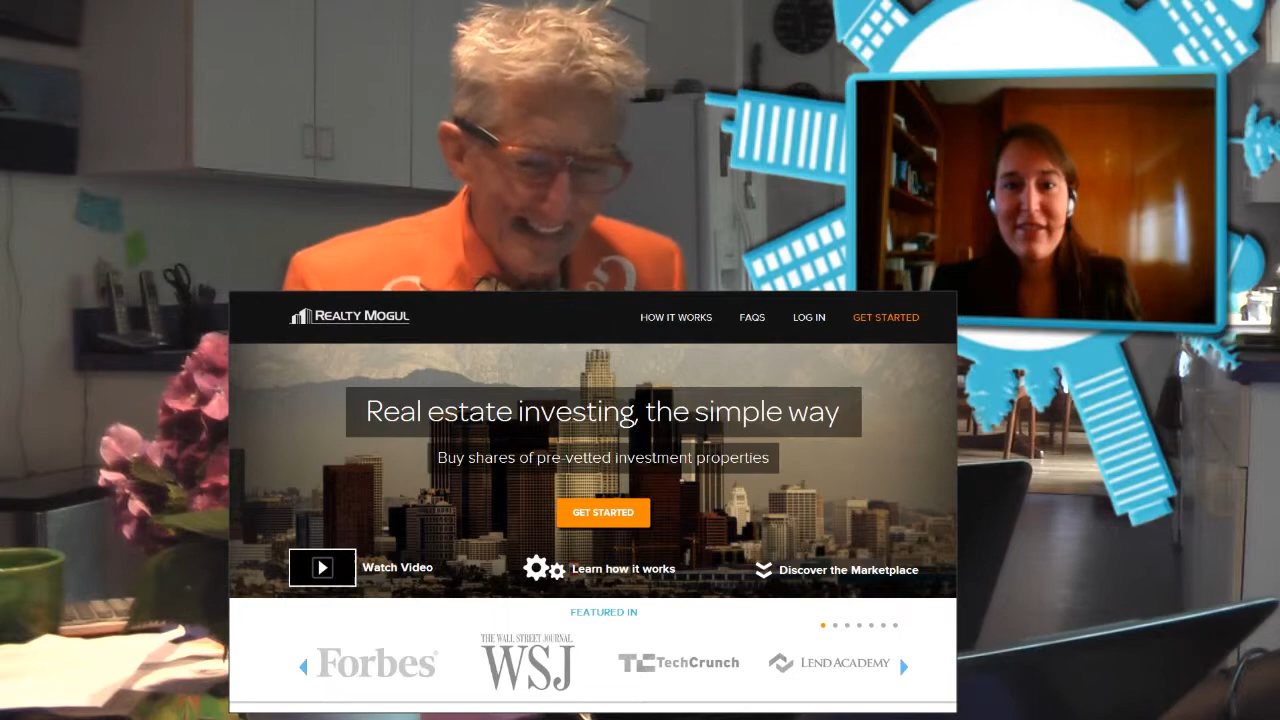 REALTY MOGUL
HOW IT WORKS FAQS LOG IN GET STARTED
Real estate investing, the simple way
Buy shares of pre-vetted investment properties
GET STARTED
Watch Video Learn how it works Discover the Marketplace
FEATURED IN
Forbes®
THE WALL STREET JOURNAL.
WSJ
TC TechCrunch
LEND ACADEMY